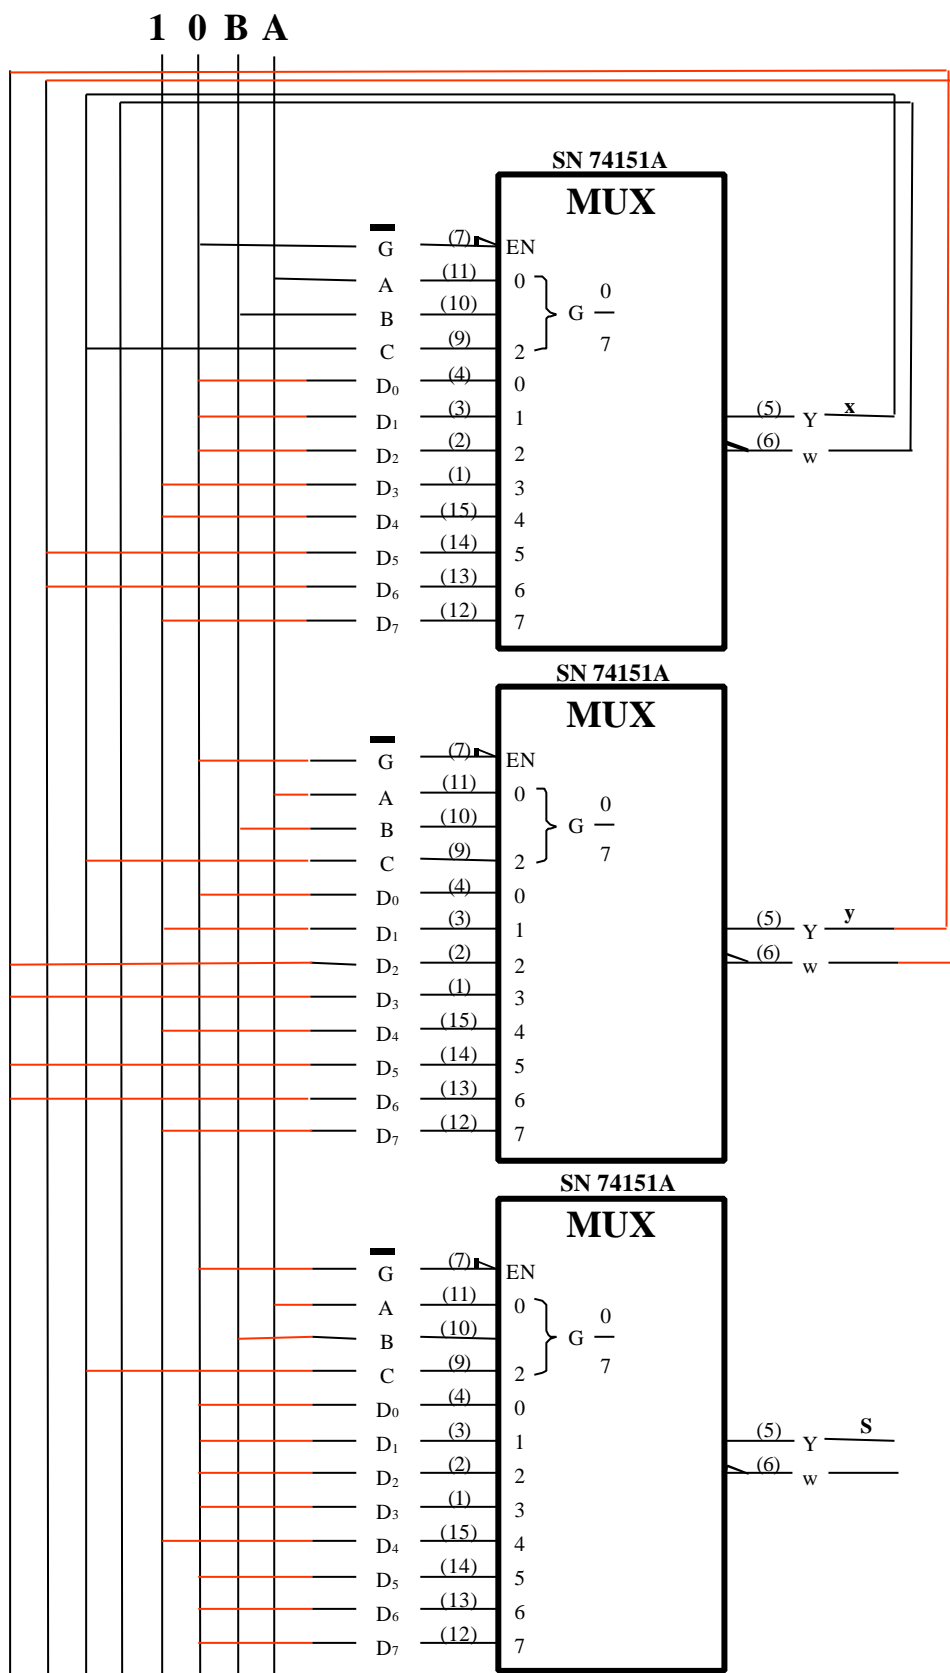 1 0 B A
SN 74151A
MUX
G (7) EN
A (11) 0
B (10) G 0
C (9) 2 7
D0 (4) 0
D1 (3) 1 (5) Y x
D2 (2) 2 (6) w
D3 (1) 3
D4 (15) 4
D5 (14) 5
D6 (13) 6
D7 (12) 7
SN 74151A
MUX
G (7) EN
A (11) 0
B (10) G 0
C (9) 2 7
D0 (4) 0
D1 (3) 1 (5) Y y
D2 (2) 2 (6) w
D3 (1) 3
D4 (15) 4
D5 (14) 5
D6 (13) 6
D7 (12) 7
SN 74151A
MUX
G (7) EN
A (11) 0
B (10) G 0
C (9) 2 7
D0 (4) 0
D1 (3) 1 (5) Y S
D2 (2) 2 (6) w
D3 (1) 3
D4 (15) 4
D5 (14) 5
D6 (13) 6
D7 (12) 7